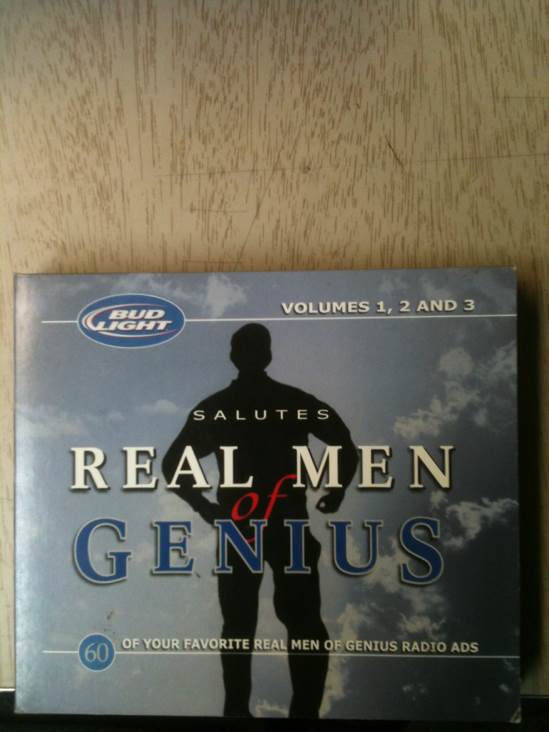 BUD
LIGHT
VOLUMES 1, 2 AND 3
SALUTES
REAL MEN
of
GENIUS
60 OF YOUR FAVORITE REAL MEN OF GENIUS RADIO ADS